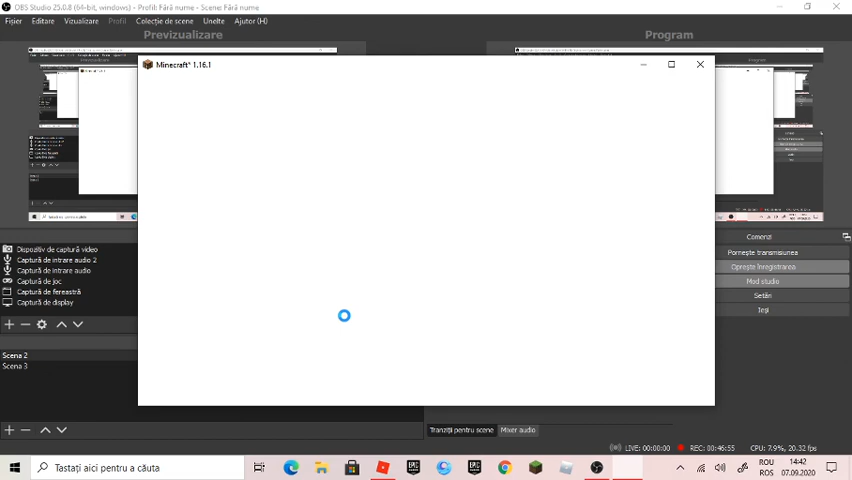 OBS Studio 25.0.8 (64-bit, windows) - Profil: Fără nume - Scene: Fără nume
Fișier Editare Vizualizare Profil Colecție de scene Unelte Ajutor (H)
Previzualizare
Program
Minecraft* 1.16.1
Dispozitiv de captură video
Captură de intrare audio 2
Captură de intrare audio
Captură de joc
Captură de fereastră
Captură de display
Scena 2
Scena 3
Comenzi
Pornește transmisiunea
Oprește înregistrarea
Mod studio
Setări
Ieși
Tranziții pentru scene Mixer audio
LIVE: 00:00:00 REC: 00:46:55 CPU: 7.9%, 20.32 fps
Tastați aici pentru a căuta
EPIC
EPIC
ROU
ROS
14:42
07.09.2020